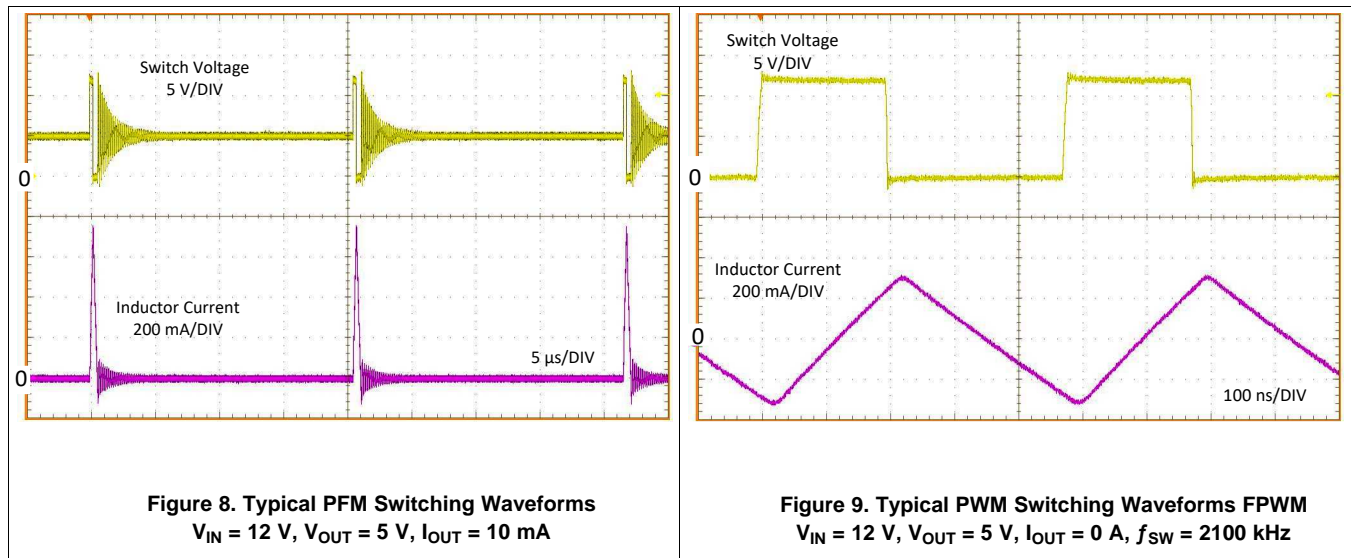 Switch Voltage
5 V/DIV
0
Inductor Current
200 mA/DIV
5 µs/DIV
0
Figure 8. Typical PFM Switching Waveforms
VIN = 12 V, VOUT = 5 V, IOUT = 10 mA
Switch Voltage
5 V/DIV
0
Inductor Current
200 mA/DIV
0
100 ns/DIV
Figure 9. Typical PWM Switching Waveforms FPWM
VIN = 12 V, VOUT = 5 V, IOUT = 0 A, ƒSW = 2100 kHz